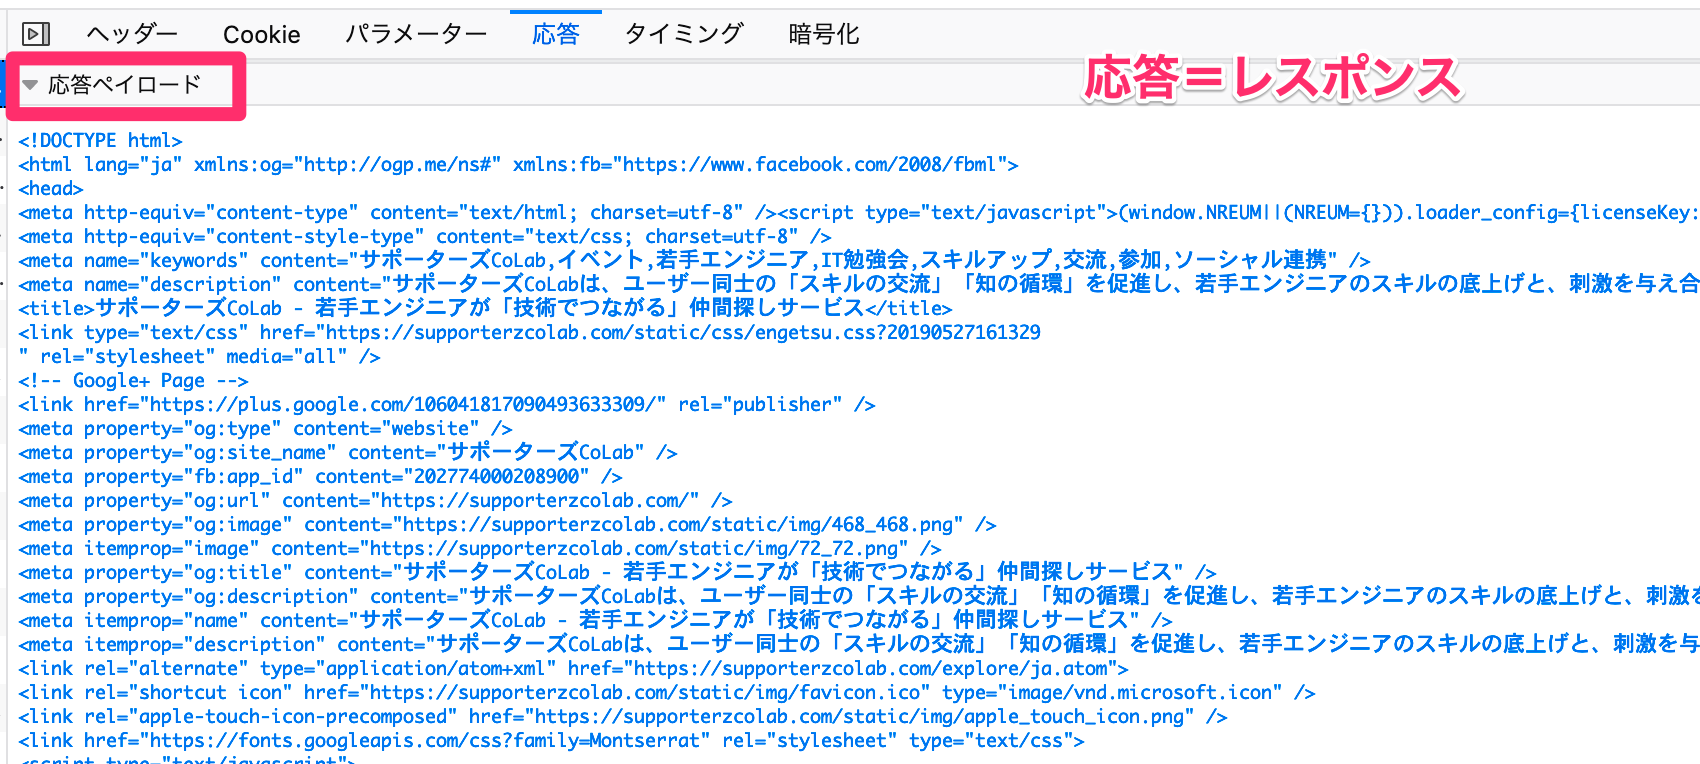 ヘッダー Cookie パラメーター 応答 タイミング 暗号化
応答ペイロード
応答＝レスポンス
<!DOCTYPE html>
<html lang="ja" xmlns:og="http://ogp.me/ns#" xmlns:fb="https://www.facebook.com/2008/fbml">
<head>
<meta http-equiv="content-type" content="text/html; charset=utf-8" /><script type="text/javascript">(window.NREUM||(NREUM={})).loader_config={licenseKey:
<meta http-equiv="content-style-type" content="text/css; charset=utf-8" />
<meta name="keywords" content="サポーターズCoLab,イベント,若手エンジニア,IT勉強会,スキルアップ,交流,参加,ソーシャル連携" />
<meta name="description" content="サポーターズCoLabは、ユーザー同士の「スキルの交流」「知の循環」を促進し、若手エンジニアのスキルの底上げと、刺激を与え合
<title>サポーターズCoLab - 若手エンジニアが「技術でつながる」仲間探しサービス</title>
<link type="text/css" href="https://supporterzcolab.com/static/css/engetsu.css?20190527161329
" rel="stylesheet" media="all" />
<!-- Google+ Page -->
<link href="https://plus.google.com/106041817090493633309/" rel="publisher" />
<meta property="og:type" content="website" />
<meta property="og:site_name" content="サポーターズCoLab" />
<meta property="fb:app_id" content="202774000208900" />
<meta property="og:url" content="https://supporterzcolab.com/" />
<meta property="og:image" content="https://supporterzcolab.com/static/img/468_468.png" />
<meta itemprop="image" content="https://supporterzcolab.com/static/img/72_72.png" />
<meta property="og:title" content="サポーターズCoLab - 若手エンジニアが「技術でつながる」仲間探しサービス" />
<meta property="og:description" content="サポーターズCoLabは、ユーザー同士の「スキルの交流」「知の循環」を促進し、若手エンジニアのスキルの底上げと、刺激を
<meta itemprop="name" content="サポーターズCoLab - 若手エンジニアが「技術でつながる」仲間探しサービス" />
<meta itemprop="description" content="サポーターズCoLabは、ユーザー同士の「スキルの交流」「知の循環」を促進し、若手エンジニアのスキルの底上げと、刺激を与
<link rel="alternate" type="application/atom+xml" href="https://supporterzcolab.com/explore/ja.atom">
<link rel="shortcut icon" href="https://supporterzcolab.com/static/img/favicon.ico" type="image/vnd.microsoft.icon" />
<link rel="apple-touch-icon-precomposed" href="https://supporterzcolab.com/static/img/apple_touch_icon.png" />
<link href="https://fonts.googleapis.com/css?family=Montserrat" rel="stylesheet" type="text/css">
<script type="text/javascript">